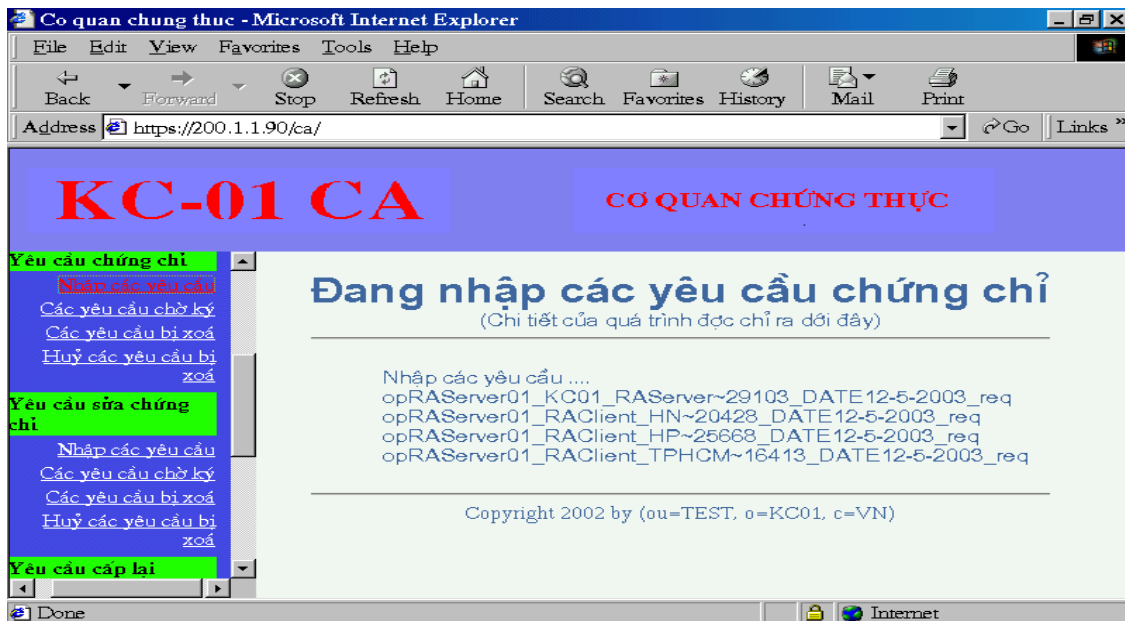 Co quan chung thuc - Microsoft Internet Explorer
File Edit View Favorites Tools Help
Back Forward Stop Refresh Home Search Favorites History Mail Print
Address https://200.1.1.90/ca/ Go Links »
KC-01 CA
CƠ QUAN CHỨNG THỰC
Yêu cầu chứng chỉ
Nhập các yêu cầu
Các yêu cầu chờ ký
Các yêu cầu bị xoá
Huỷ các yêu cầu bị
xoá
Yêu cầu sửa chứng
chỉ
Nhập các yêu cầu
Các yêu cầu chờ ký
Các yêu cầu bị xoá
Huỷ các yêu cầu bị
xoá
Yêu cầu cấp lại
Đang nhập các yêu cầu chứng chỉ
(Chi tiết của quá trình đợc chỉ ra dới đây)
Nhập các yêu cầu ....
opRAServer01_KC01_RAServer~29103_DATE12-5-2003_req
opRAServer01_RAClient_HN~20428_DATE12-5-2003_req
opRAServer01_RAClient_HP~25668_DATE12-5-2003_req
opRAServer01_RAClient_TPHCM~16413_DATE12-5-2003_req
Copyright 2002 by (ou=TEST, o=KC01, c=VN)
Done Internet